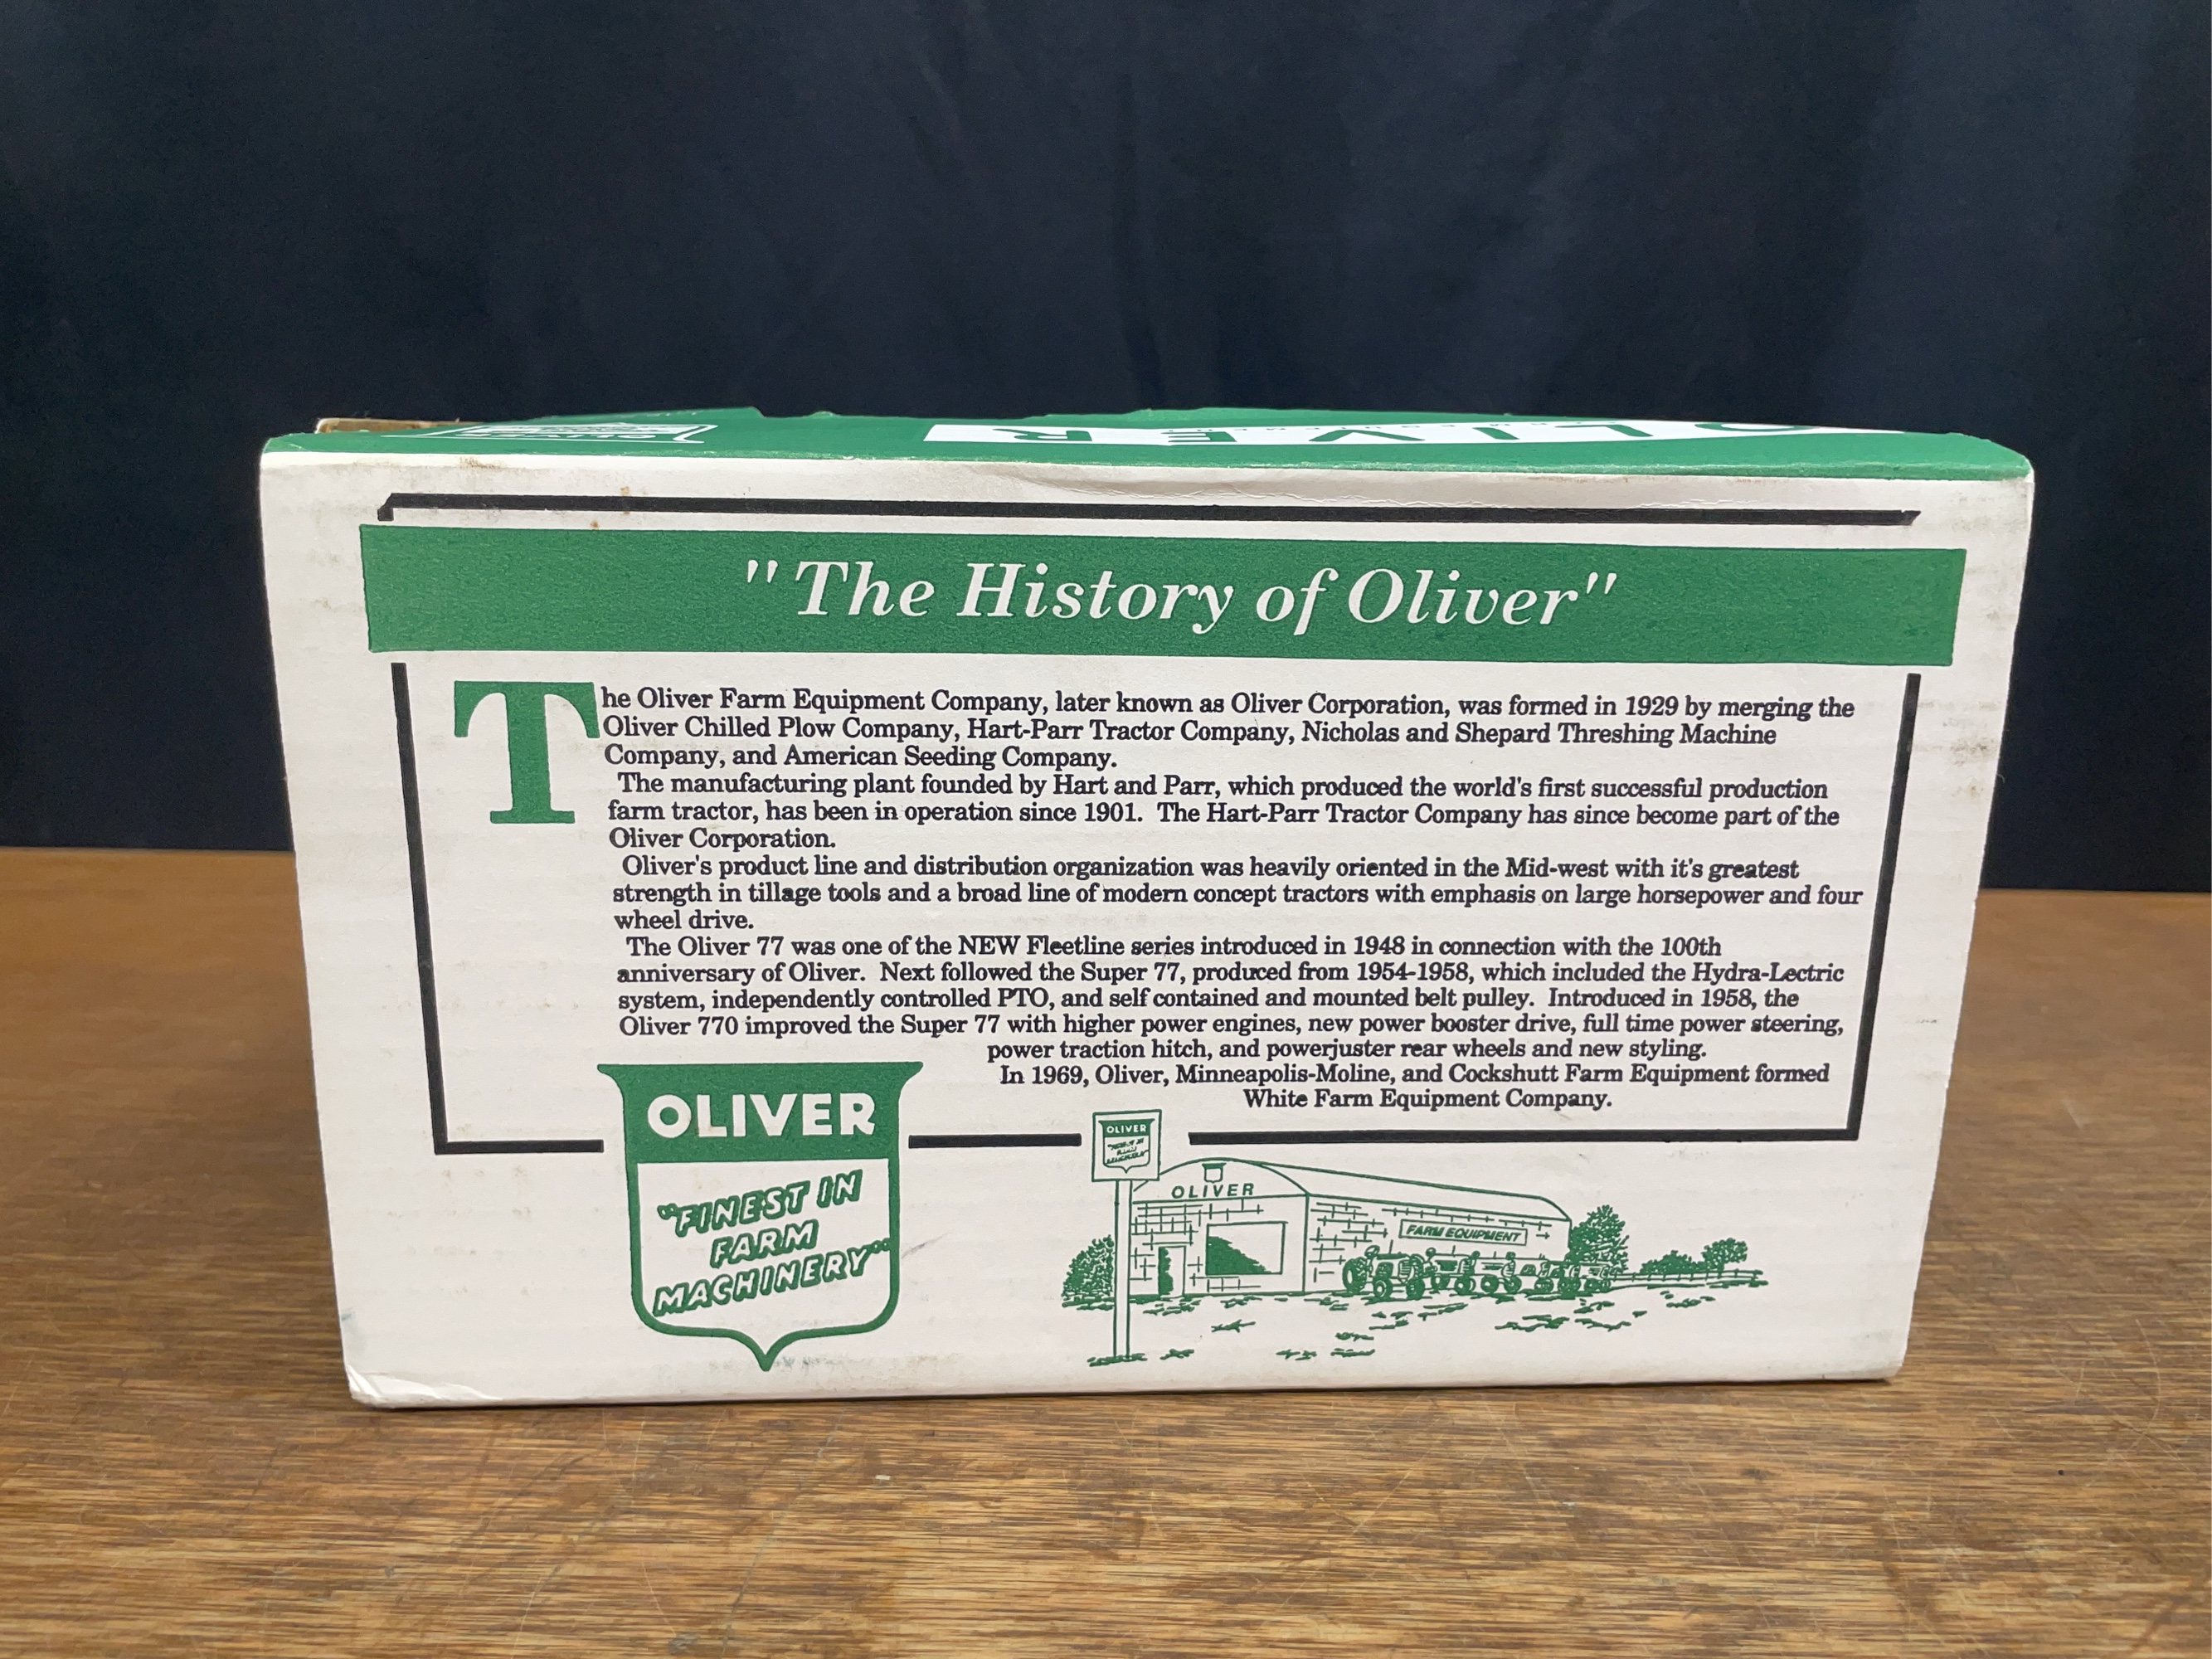 OLIVER
"The History of Oliver"
The Oliver Farm Equipment Company, later known as Oliver Corporation, was formed in 1929 by merging the
Oliver Chilled Plow Company, Hart-Parr Tractor Company, Nicholas and Shepard Threshing Machine
Company, and American Seeding Company.
The manufacturing plant founded by Hart and Parr, which produced the world's first successful production
farm tractor, has been in operation since 1901. The Hart-Parr Tractor Company has since become part of the
Oliver Corporation.
Oliver's product line and distribution organization was heavily oriented in the Mid-west with it's greatest
strength in tillage tools and a broad line of modern concept tractors with emphasis on large horsepower and four
wheel drive.
The Oliver 77 was one of the NEW Fleetline series introduced in 1948 in connection with the 100th
anniversary of Oliver. Next followed the Super 77, produced from 1954-1958, which included the Hydra-Lectric
system, independently controlled PTO, and self contained and mounted belt pulley. Introduced in 1958, the
Oliver 770 improved the Super 77 with higher power engines, new power booster drive, full time power steering,
power traction hitch, and powerjuster rear wheels and new styling.
In 1969, Oliver, Minneapolis-Moline, and Cockshutt Farm Equipment formed
White Farm Equipment Company.
OLIVER
"FINEST IN
FARM
MACHINERY"
OLIVER
OLIVER
FARM EQUIPMENT